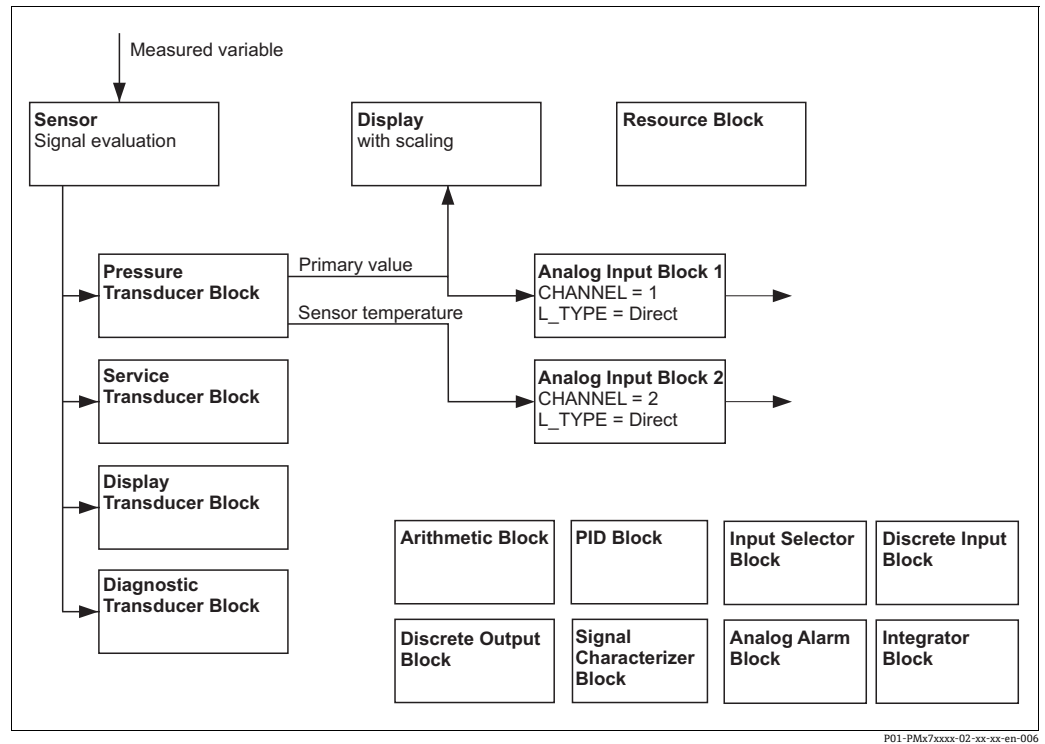 Measured variable
Sensor
Signal evaluation
Display
with scaling
Resource Block
Pressure
Transducer Block
Primary value
Sensor temperature
Analog Input Block 1
CHANNEL = 1
L_TYPE = Direct
Service
Transducer Block
Analog Input Block 2
CHANNEL = 2
L_TYPE = Direct
Display
Transducer Block
Diagnostic
Transducer Block
Arithmetic Block
PID Block
Input Selector
Block
Discrete Input
Block
Discrete Output
Block
Signal
Characterizer
Block
Analog Alarm
Block
Integrator
Block
P01-PMx7xxxx-02-xx-xx-en-006